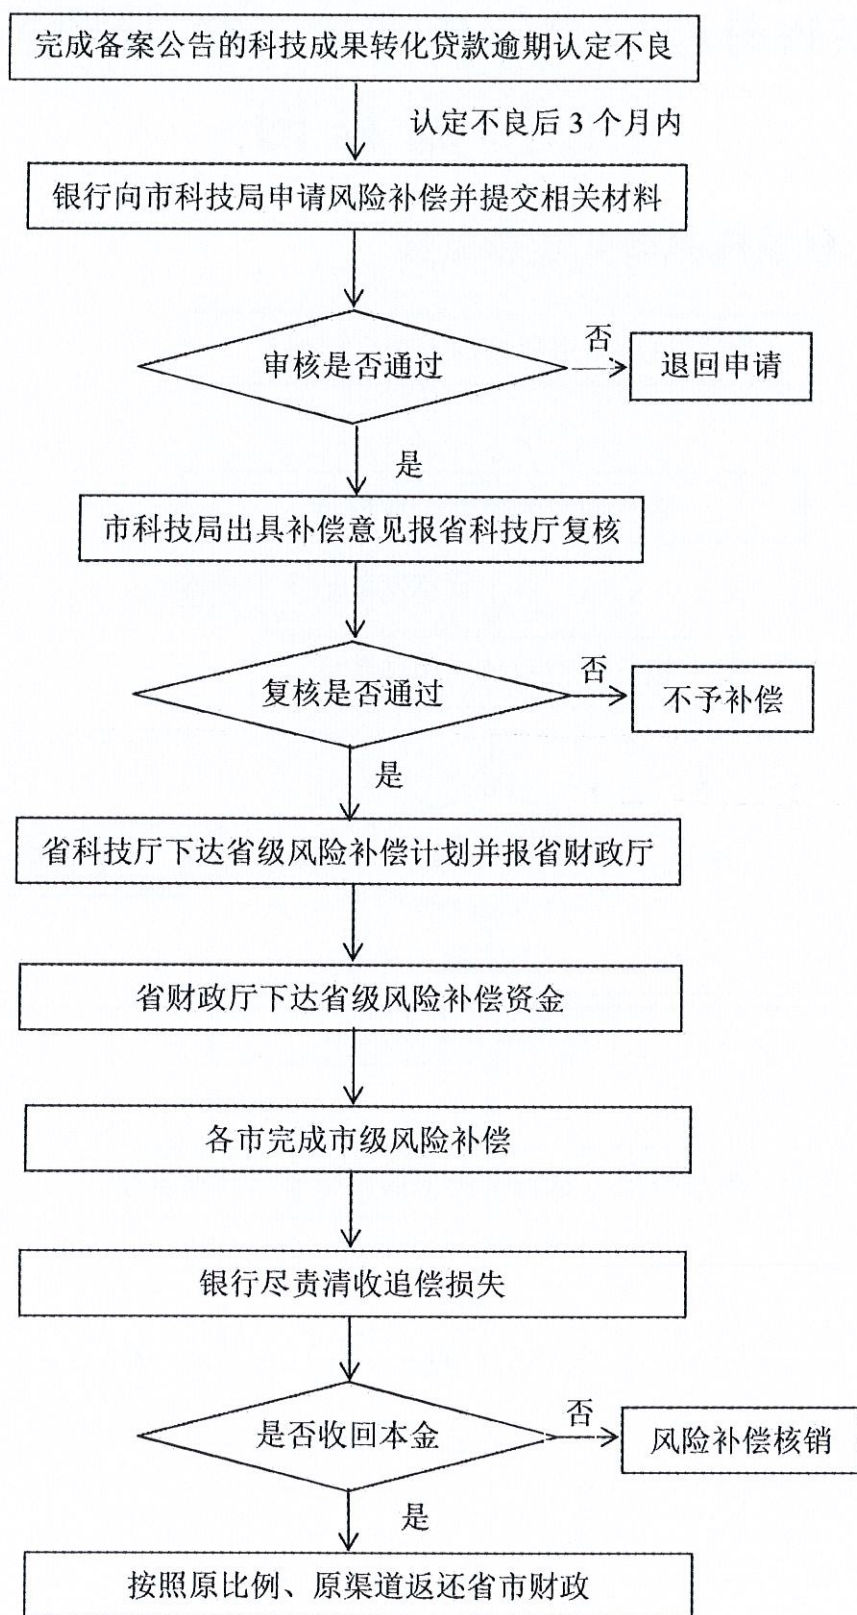 完成备案公告的科技成果转化贷款逾期认定不良
认定不良后 3 个月内
银行向市科技局申请风险补偿并提交相关材料
审核是否通过
否
退回申请
是
市科技局出具补偿意见报省科技厅复核
复核是否通过
否
不予补偿
是
省科技厅下达省级风险补偿计划并报省财政厅
省财政厅下达省级风险补偿资金
各市完成市级风险补偿
银行尽责清收追偿损失
是否收回本金
否
风险补偿核销
是
按照原比例、原渠道返还省市财政